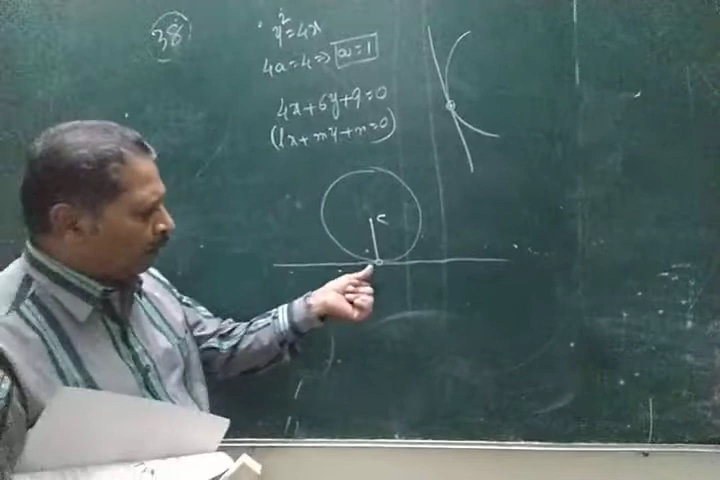 38
y²=4x
4a=4⇒a=1
4x+6y+9=0
(lx+my+n=0)
C